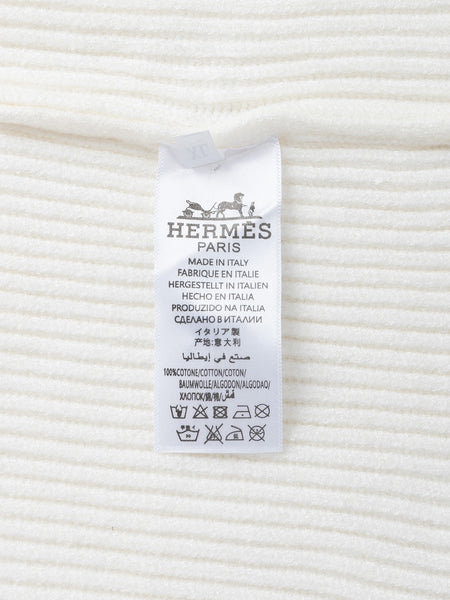 XL
HERMÈS
PARIS
MADE IN ITALY
FABRIQUE EN ITALIE
HERGESTELLT IN ITALIEN
HECHO EN ITALIA
PRODUZIDO NA ITALIA
СДЕЛАНО В ИТАЛИИ
イタリア製
产地:意大利
صنع في إيطاليا
100%COTONE/COTTON/COTON/
BAUMWOLLE/ALGODON/ALGODAO/
ХЛОПОК/綿/棉/قطن